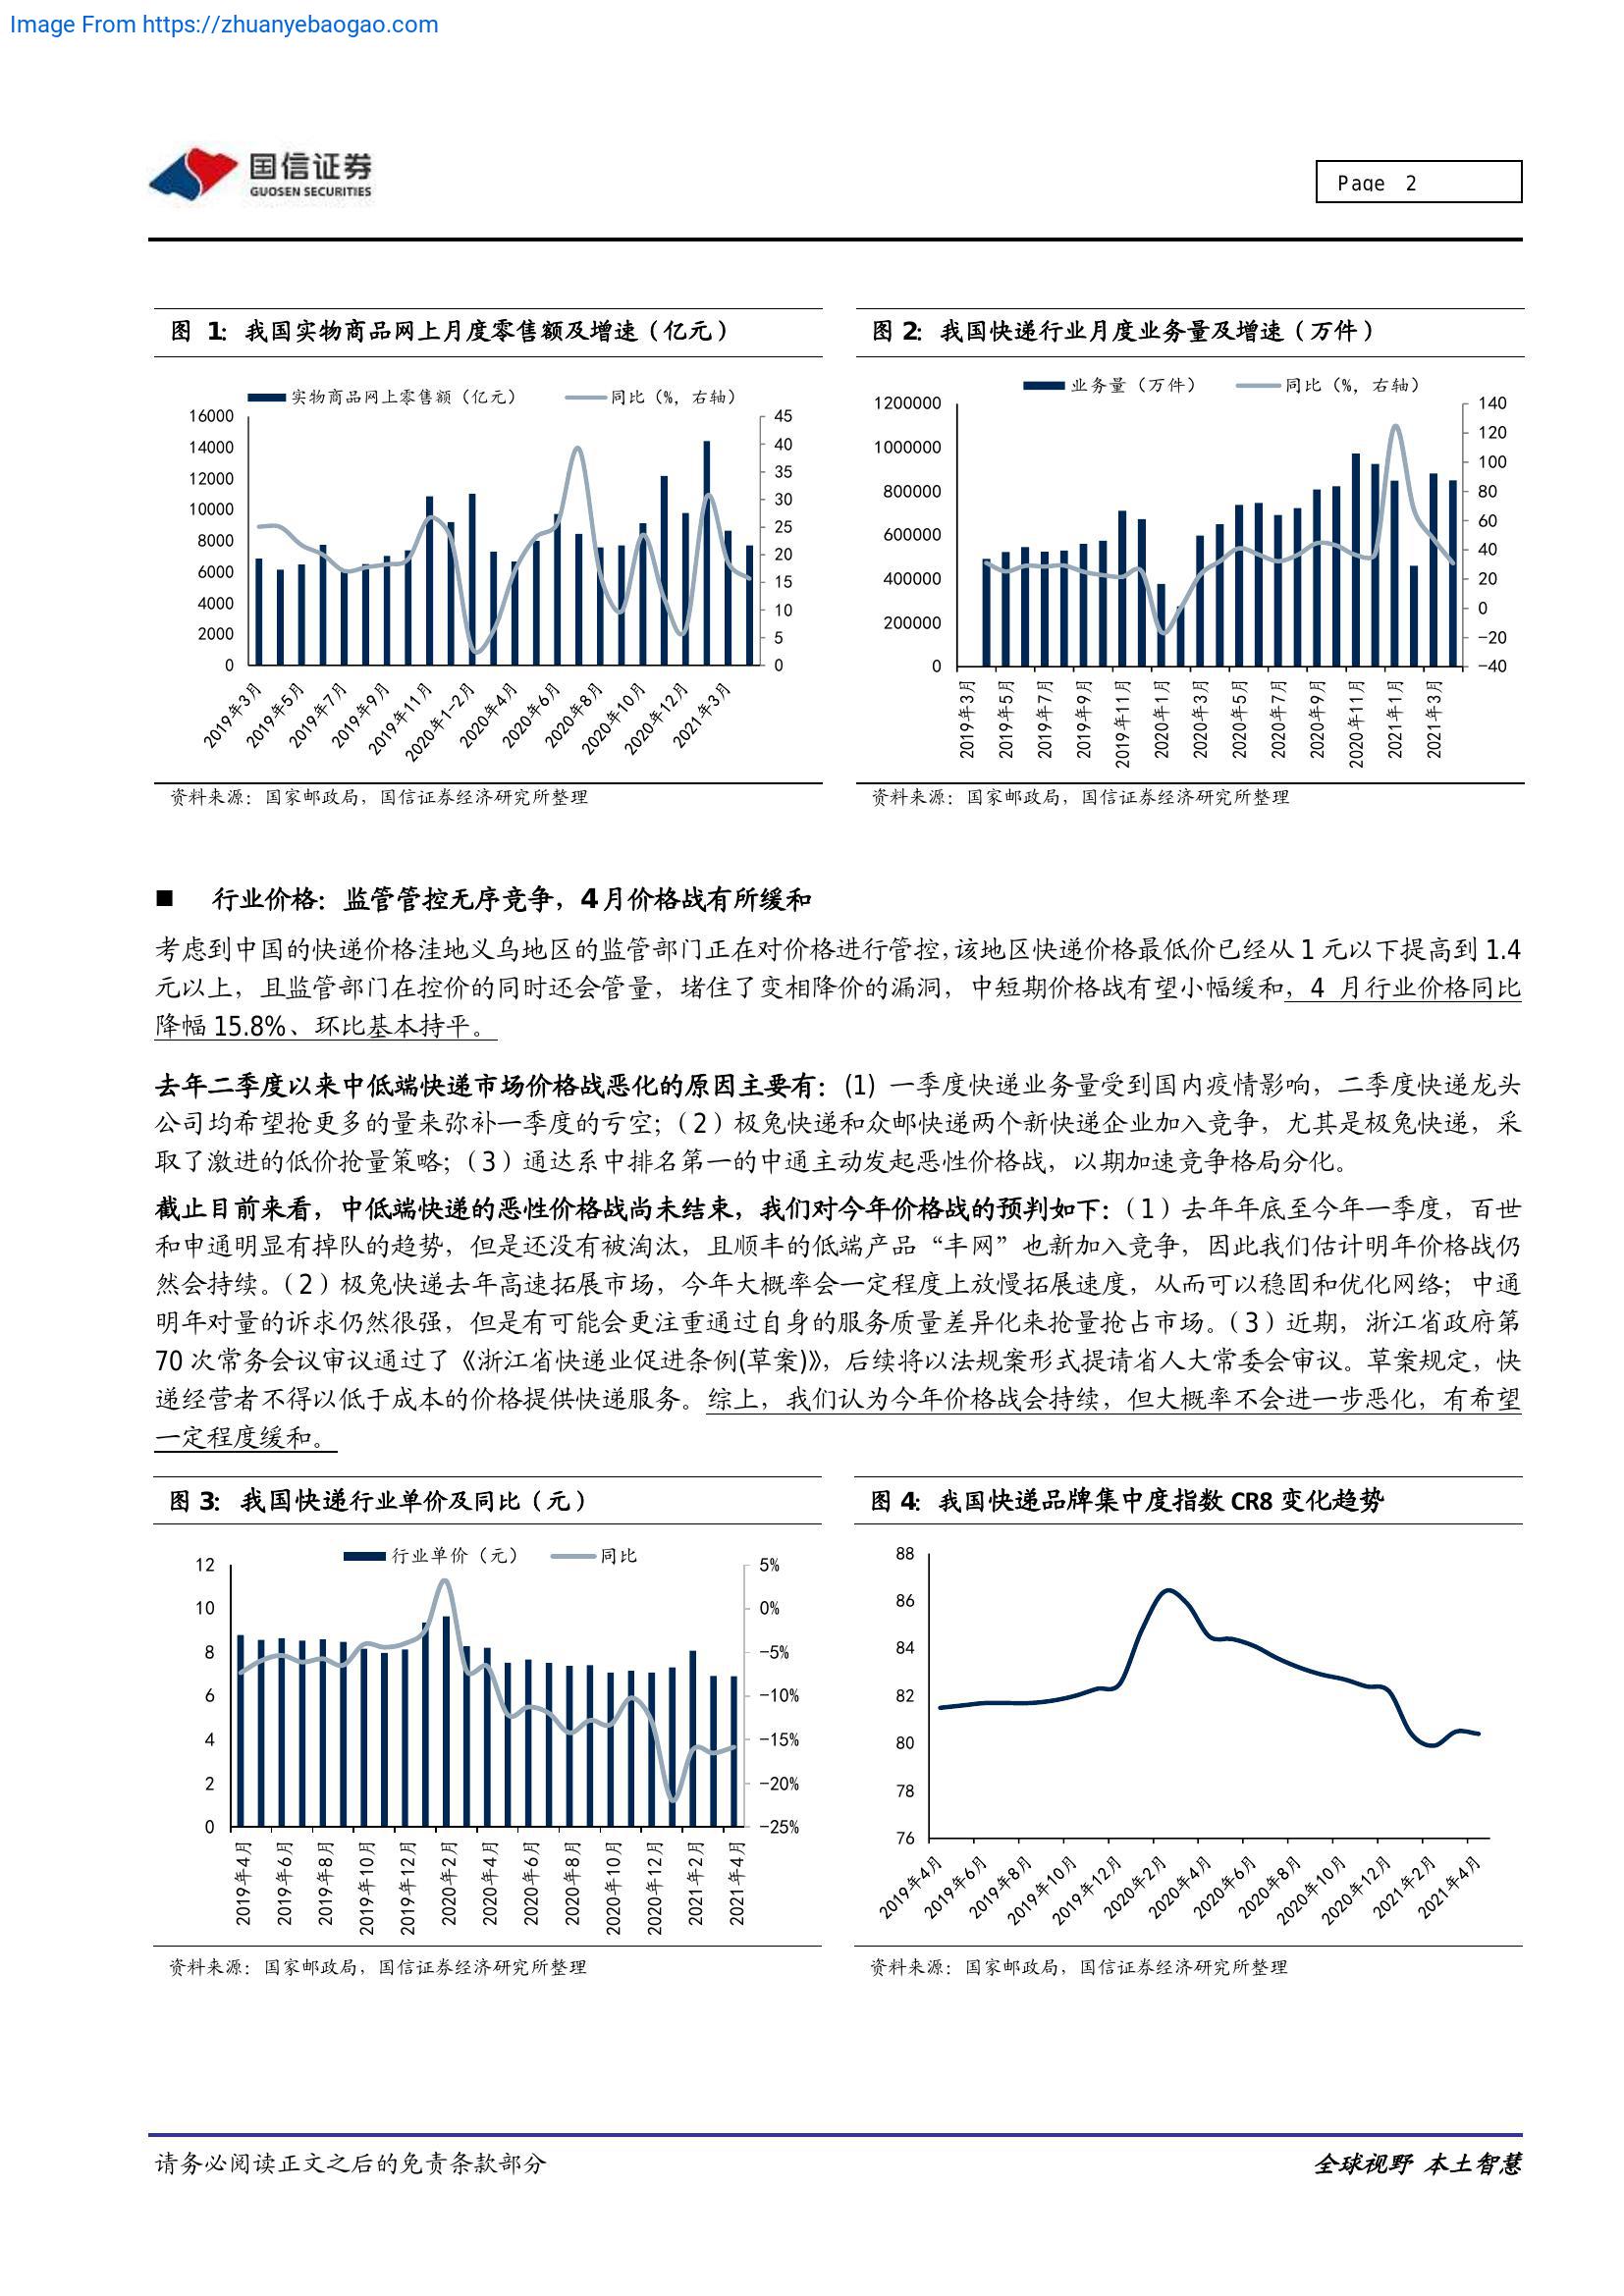 Image From https://zhuanyebaogao.com
国信证券
GUOSEN SECURITIES
Page 2
图 1：我国实物商品网上月度零售额及增速（亿元）
实物商品网上零售额（亿元） 同比（%，右轴）
16000
14000
12000
10000
8000
6000
4000
2000
0
45
40
35
30
25
20
15
10
5
0
2019年3月 2019年5月 2019年7月 2019年9月 2019年11月 2020年1-2月 2020年4月 2020年6月 2020年8月 2020年10月 2020年12月 2021年3月
资料来源：国家邮政局，国信证券经济研究所整理
图 2：我国快递行业月度业务量及增速（万件）
业务量（万件） 同比（%，右轴）
1200000
1000000
800000
600000
400000
200000
0
140
120
100
80
60
40
20
0
-20
-40
2019年3月 2019年5月 2019年7月 2019年9月 2019年11月 2020年1月 2020年3月 2020年5月 2020年7月 2020年9月 2020年11月 2021年1月 2021年3月
资料来源：国家邮政局，国信证券经济研究所整理
■ 行业价格：监管管控无序竞争，4月价格战有所缓和
考虑到中国的快递价格洼地义乌地区的监管部门正在对价格进行管控，该地区快递价格最低价已经从 1 元以下提高到 1.4
元以上，且监管部门在控价的同时还会管量，堵住了变相降价的漏洞，中短期价格战有望小幅缓和，4 月行业价格同比
降幅 15.8%、环比基本持平。
去年二季度以来中低端快递市场价格战恶化的原因主要有：(1) 一季度快递业务量受到国内疫情影响，二季度快递龙头
公司均希望抢更多的量来弥补一季度的亏空；（2）极兔快递和众邮快递两个新快递企业加入竞争，尤其是极兔快递，采
取了激进的低价抢量策略；（3）通达系中排名第一的中通主动发起恶性价格战，以期加速竞争格局分化。
截止目前来看，中低端快递的恶性价格战尚未结束，我们对今年价格战的预判如下：（1）去年年底至今年一季度，百世
和申通明显有掉队的趋势，但是还没有被淘汰，且顺丰的低端产品“丰网”也新加入竞争，因此我们估计明年价格战仍
然会持续。（2）极兔快递去年高速拓展市场，今年大概率会一定程度上放慢拓展速度，从而可以稳固和优化网络；中通
明年对量的诉求仍然很强，但是有可能会更注重通过自身的服务质量差异化来抢量抢占市场。（3）近期，浙江省政府第
70 次常务会议审议通过了《浙江省快递业促进条例(草案)》，后续将以法规案形式提请省人大常委会审议。草案规定，快
递经营者不得以低于成本的价格提供快递服务。综上，我们认为今年价格战会持续，但大概率不会进一步恶化，有希望
一定程度缓和。
图 3：我国快递行业单价及同比（元）
行业单价（元） 同比
12
10
8
6
4
2
0
5%
0%
-5%
-10%
-15%
-20%
-25%
2019年4月 2019年6月 2019年8月 2019年10月 2019年12月 2020年2月 2020年4月 2020年6月 2020年8月 2020年10月 2020年12月 2021年2月 2021年4月
资料来源：国家邮政局，国信证券经济研究所整理
图 4：我国快递品牌集中度指数 CR8 变化趋势
88
86
84
82
80
78
76
2019年4月 2019年6月 2019年8月 2019年10月 2019年12月 2020年2月 2020年4月 2020年6月 2020年8月 2020年10月 2020年12月 2021年2月 2021年4月
资料来源：国家邮政局，国信证券经济研究所整理
请务必阅读正文之后的免责条款部分
全球视野 本土智慧